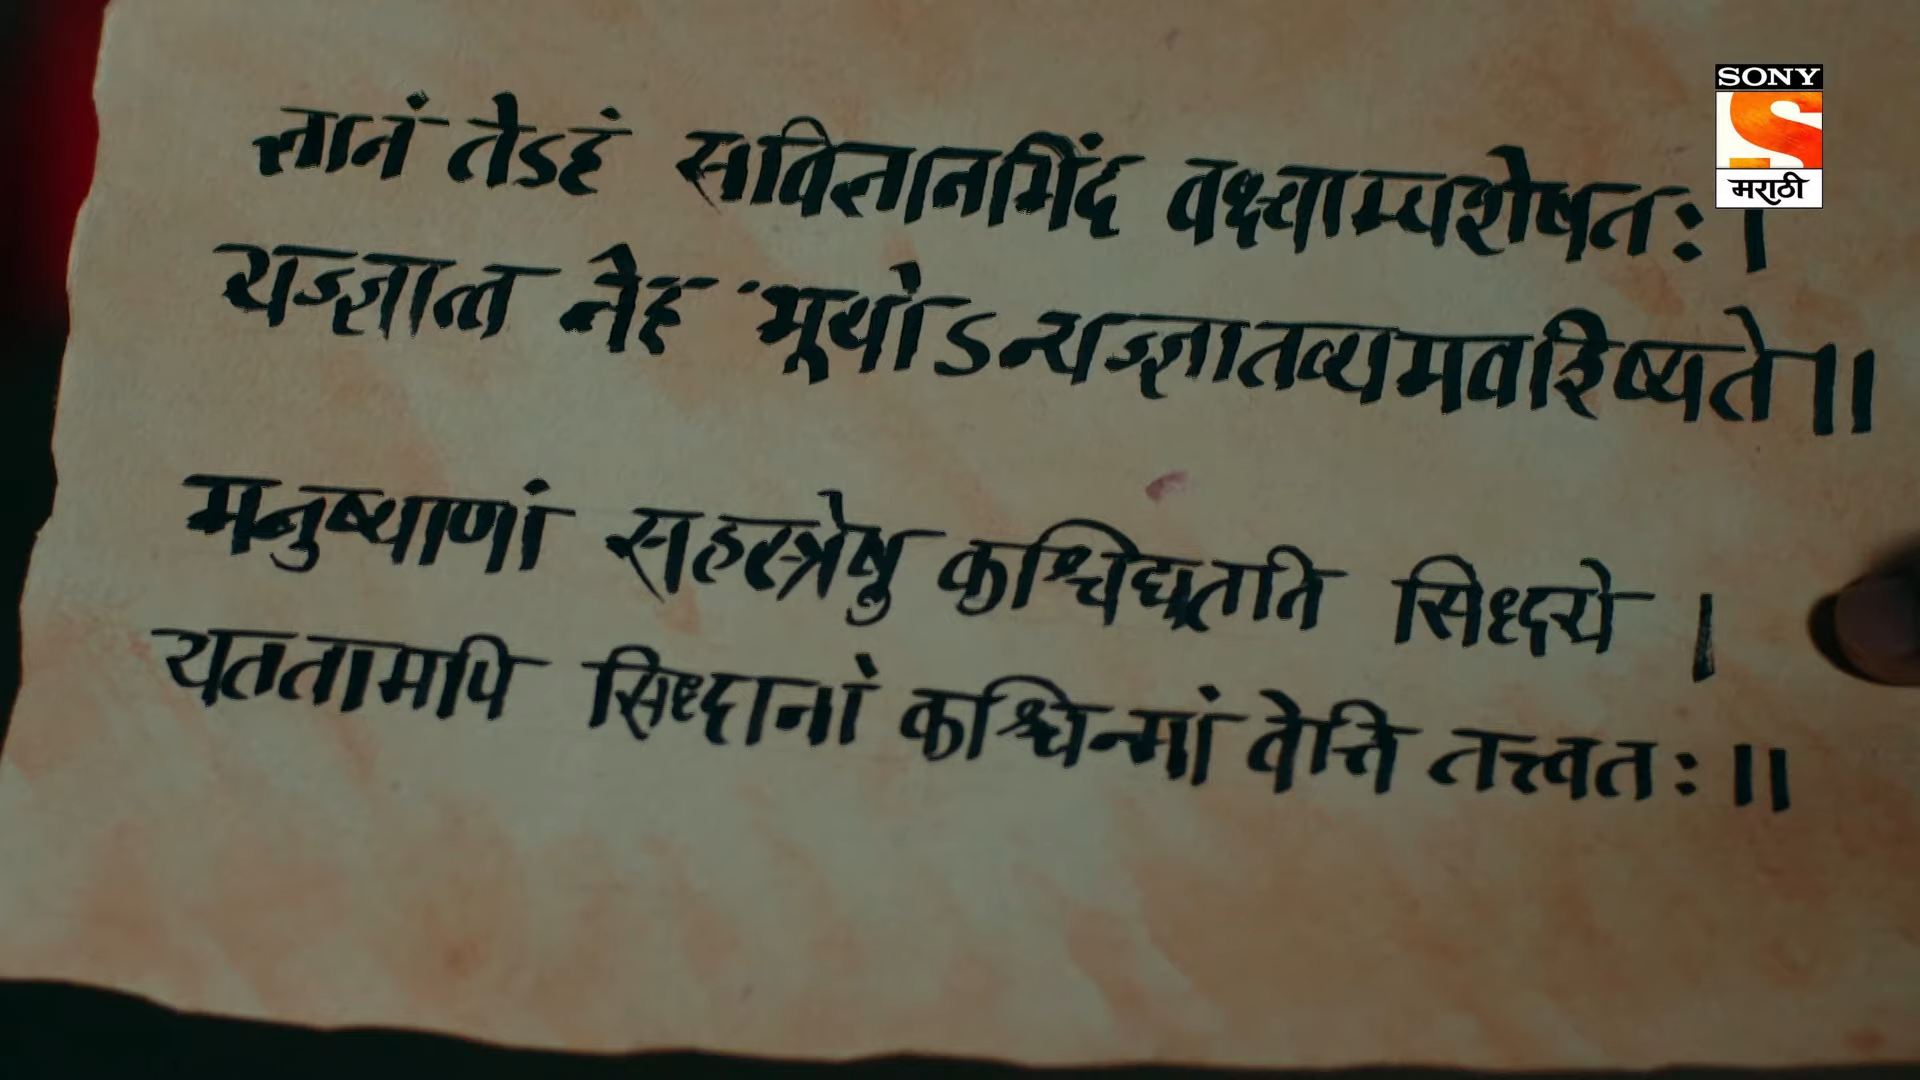 ज्ञानं तेऽहं सविज्ञानमिंद वक्ष्याम्यशेषतः ।
यज्ज्ञात्व नेह भूयोऽन्यज्ज्ञातव्यमवशिष्यते ॥
मनुष्याणां सहस्त्रेषु कश्चिद्यतति सिध्दये ।
यततामपि सिध्दानां कश्चिन्मां वेत्ति तत्त्वतः ॥
SONY
S
मराठी